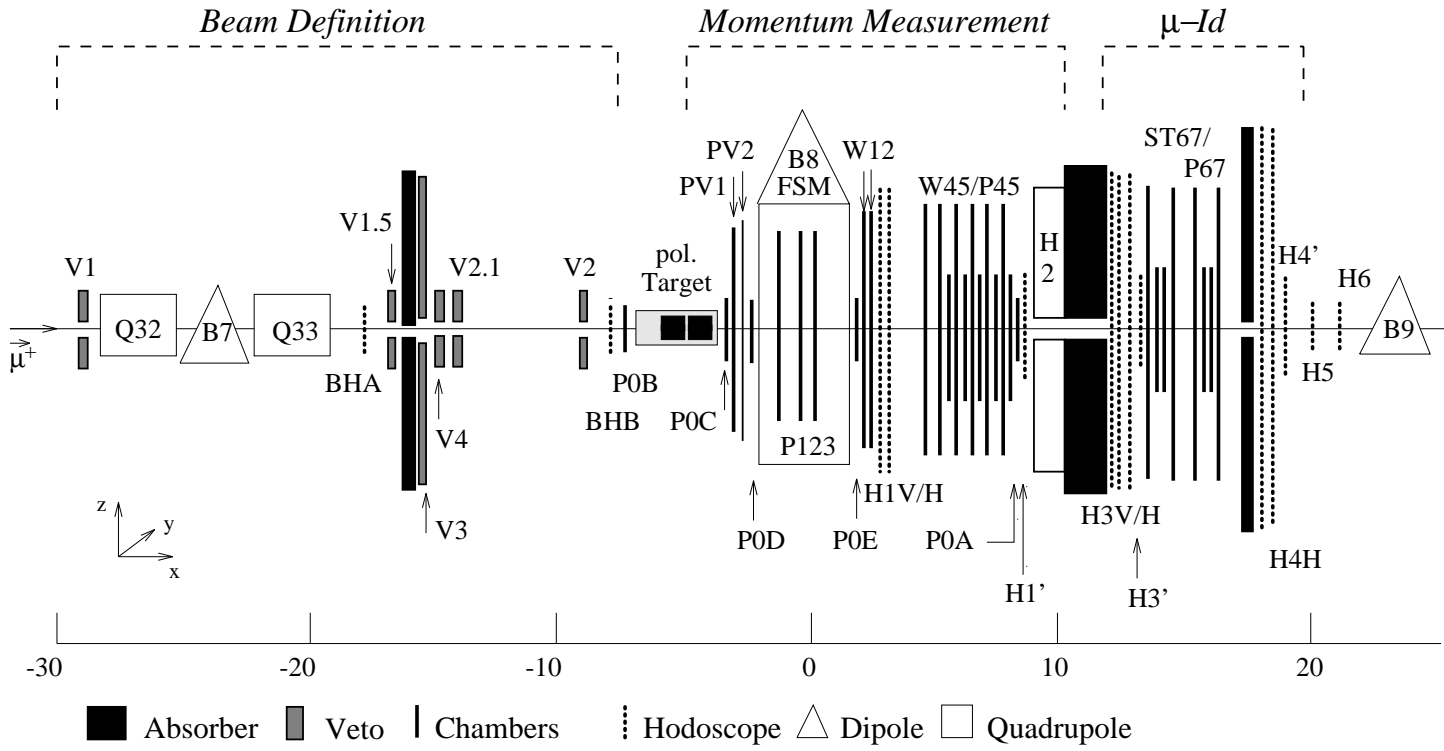 Beam Definition
Momentum Measurement
μ–Id
ST67/
PV2
B8
W12
P67
PV1
FSM
W45/P45
V1.5
H
2
H4'
pol.
Target
V1
V2.1
V2
H6
Q32
B7
Q33
B9
μ+
BHA
P0B
H5
BHB
P0C
P123
V4
H1V/H
H3V/H
z
y
x
V3
P0D
P0E
P0A
H4H
H1'
H3'
-30
-20
-10
0
10
20
Absorber
Veto
Chambers
Hodoscope
Dipole
Quadrupole